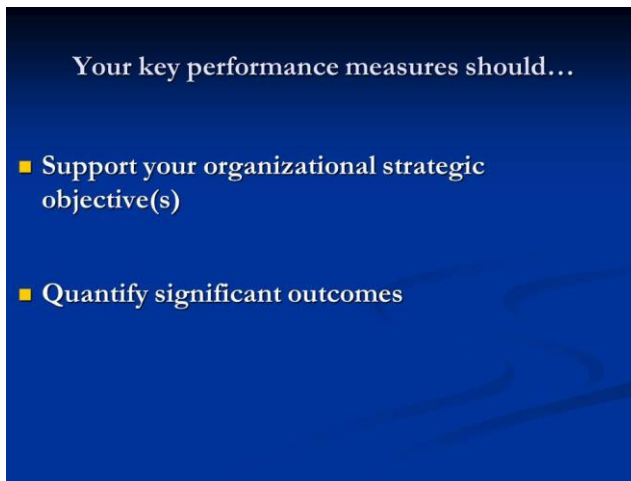 Your key performance measures should…
Support your organizational strategic
objective(s)
Quantify significant outcomes